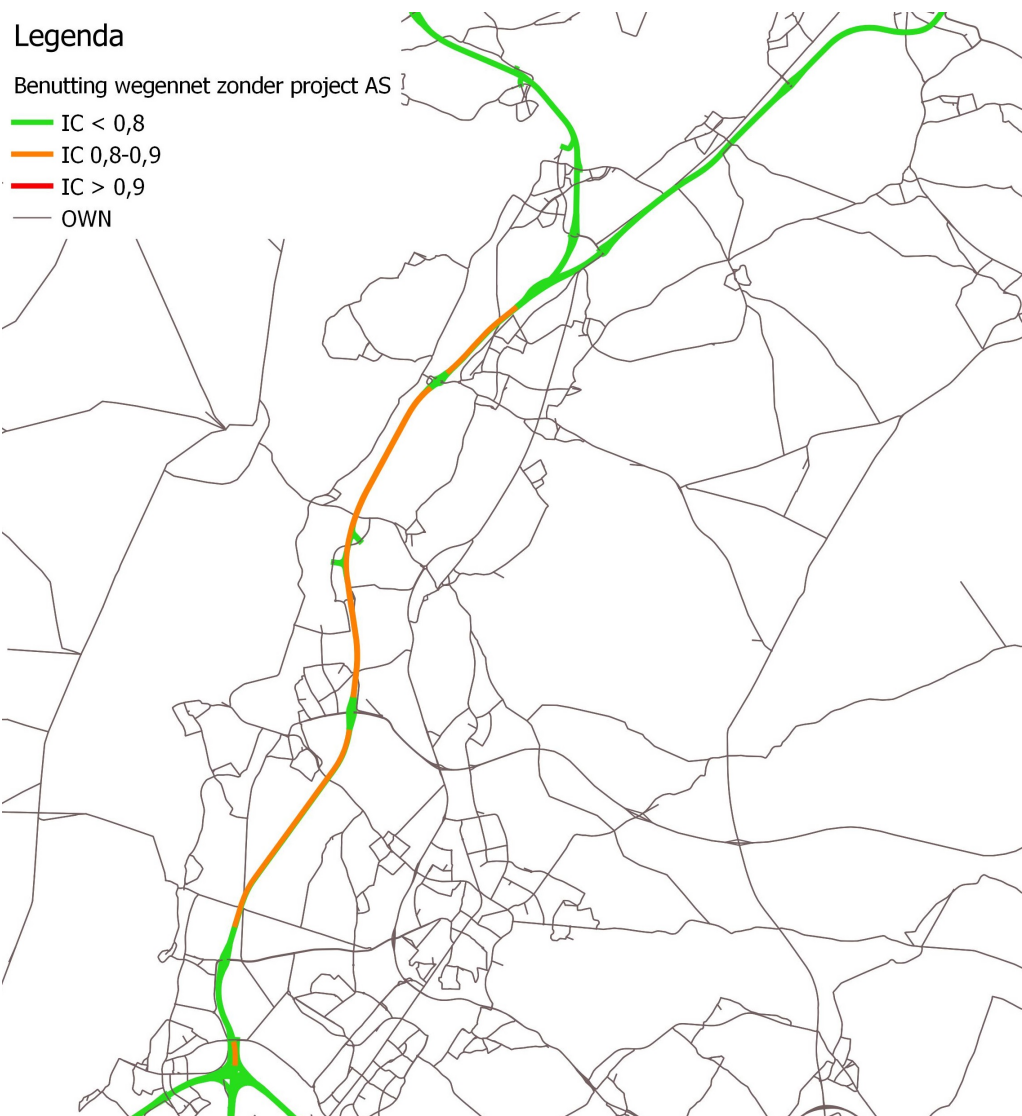 Legenda
Benutting wegennet zonder project AS
IC < 0,8
IC 0,8-0,9
IC > 0,9
OWN